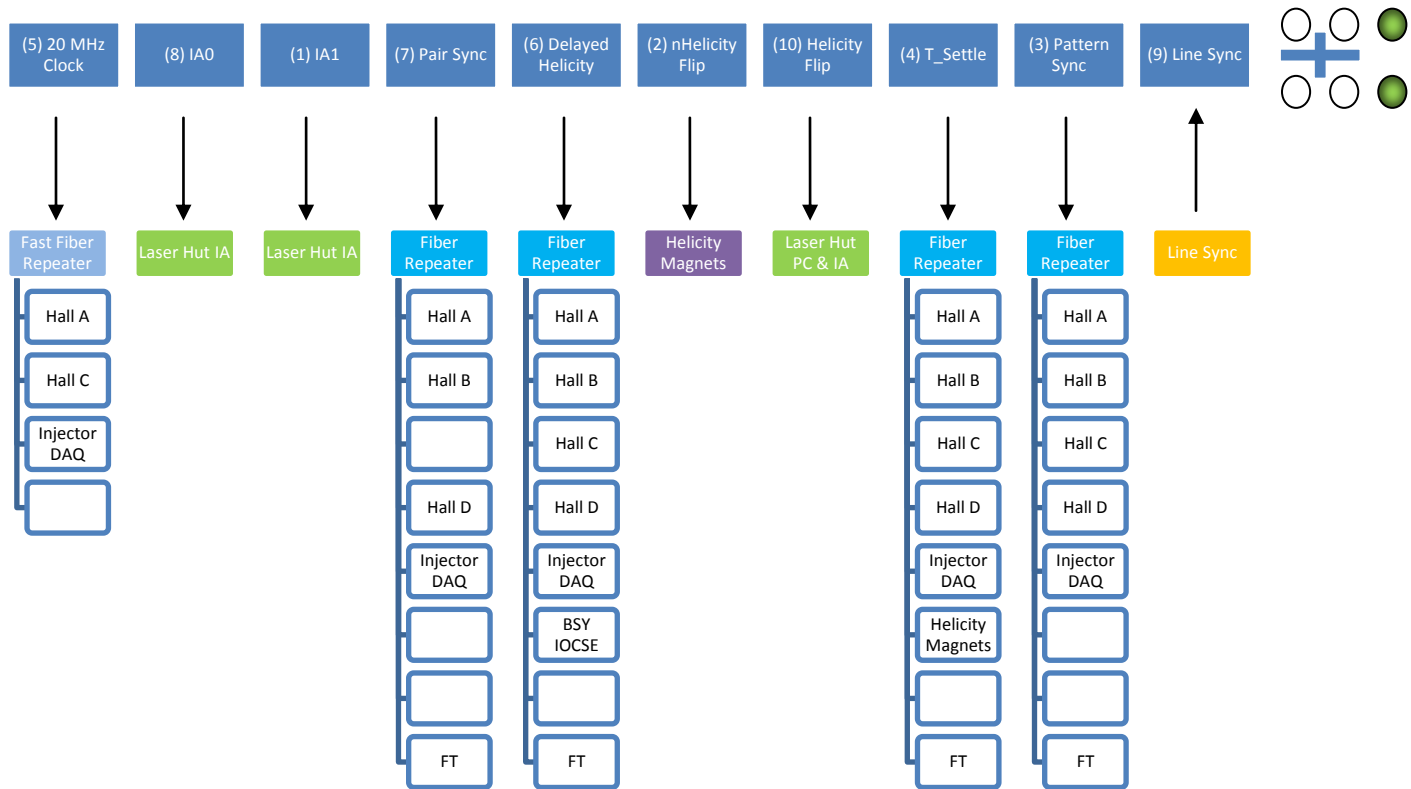 (5) 20 MHz
Clock
(8) IA0
(1) IA1
(7) Pair Sync
(6) Delayed
Helicity
(2) nHelicity
Flip
(10) Helicity
Flip
(4) T_Settle
(3) Pattern
Sync
(9) Line Sync
Fast Fiber
Repeater
Laser Hut IA
Laser Hut IA
Fiber
Repeater
Fiber
Repeater
Helicity
Magnets
Laser Hut
PC & IA
Fiber
Repeater
Fiber
Repeater
Line Sync
Hall A
Hall C
Injector
DAQ
Hall A
Hall B
Hall D
Injector
DAQ
FT
Hall A
Hall B
Hall C
Hall D
Injector
DAQ
BSY
IOCSE
FT
Hall A
Hall B
Hall C
Hall D
Injector
DAQ
Helicity
Magnets
FT
Hall A
Hall B
Hall C
Hall D
Injector
DAQ
FT